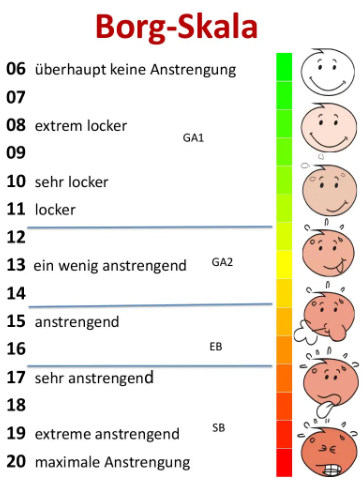 Borg-Skala
06 überhaupt keine Anstrengung
07
08 extrem locker
GA1
09
10 sehr locker
11 locker
12
13 ein wenig anstrengend GA2
14
15 anstrengend
16 EB
17 sehr anstrengend
18
19 extreme anstrengend SB
20 maximale Anstrengung